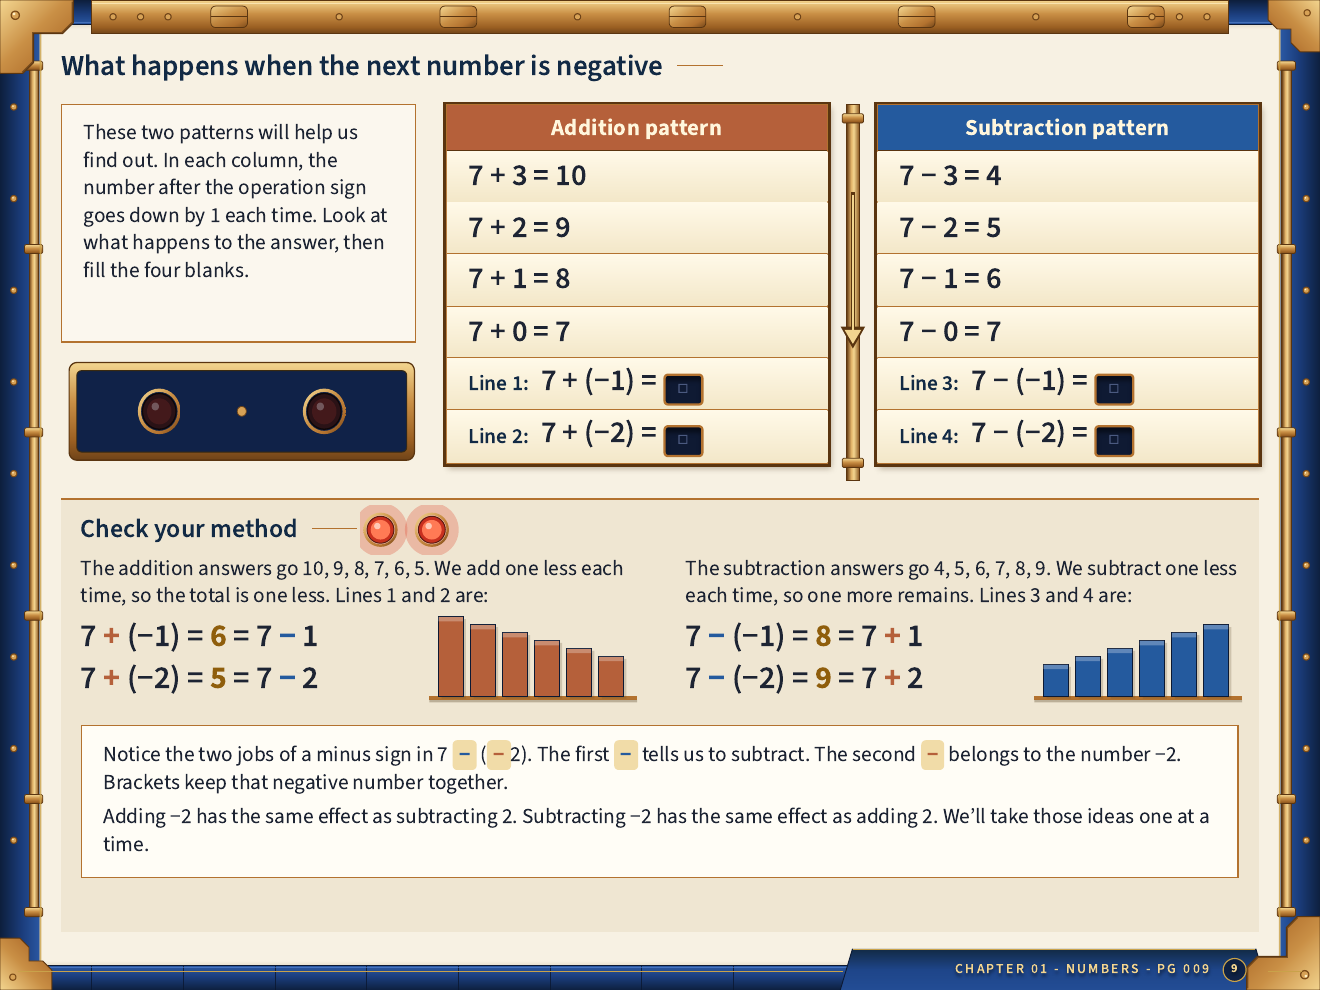 What happens when the next number is negative
These two patterns will help us
find out. In each column, the
number after the operation sign
goes down by 1 each time. Look at
what happens to the answer, then
fill the four blanks.
Addition pattern
7 + 3 = 10
7 + 2 = 9
7 + 1 = 8
7 + 0 = 7
Line 1: 7 + (−1) = □
Line 2: 7 + (−2) = □
Subtraction pattern
7 − 3 = 4
7 − 2 = 5
7 − 1 = 6
7 − 0 = 7
Line 3: 7 − (−1) = □
Line 4: 7 − (−2) = □
Check your method
The addition answers go 10, 9, 8, 7, 6, 5. We add one less each
time, so the total is one less. Lines 1 and 2 are:
7 + (−1) = 6 = 7 − 1
7 + (−2) = 5 = 7 − 2
The subtraction answers go 4, 5, 6, 7, 8, 9. We subtract one less
each time, so one more remains. Lines 3 and 4 are:
7 − (−1) = 8 = 7 + 1
7 − (−2) = 9 = 7 + 2
Notice the two jobs of a minus sign in 7 − (−2). The first − tells us to subtract. The second − belongs to the number −2.
Brackets keep that negative number together.
Adding −2 has the same effect as subtracting 2. Subtracting −2 has the same effect as adding 2. We’ll take those ideas one at a
time.
CHAPTER 01 - NUMBERS - PG 009 9